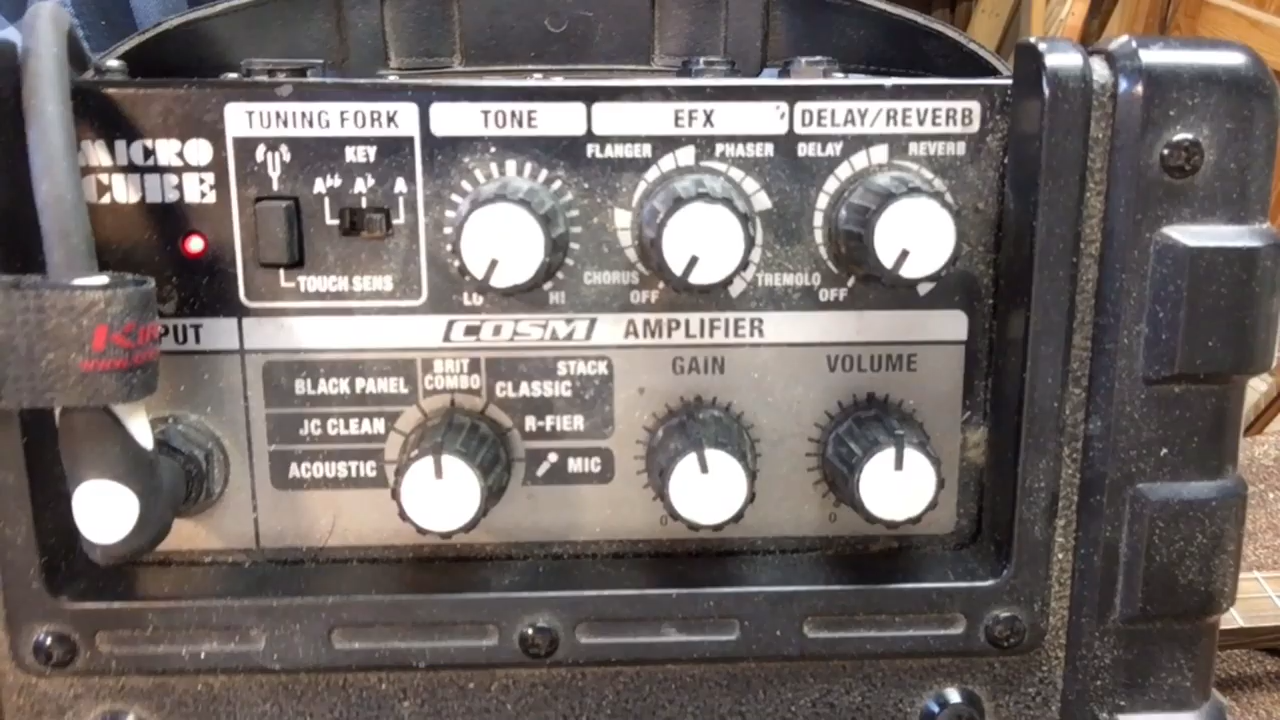 TUNING FORK
TONE
EFX
DELAY/REVERB
MICRO
CUBE
KEY
A♭♭ A♭ A
TOUCH SENS
LO HI
FLANGER PHASER
CHORUS TREMOLO
OFF
DELAY REVERB
OFF
PUT
COSM AMPLIFIER
BLACK PANEL
BRIT
COMBO
STACK
CLASSIC
JC CLEAN
R-FIER
ACOUSTIC
MIC
GAIN
0
VOLUME
0